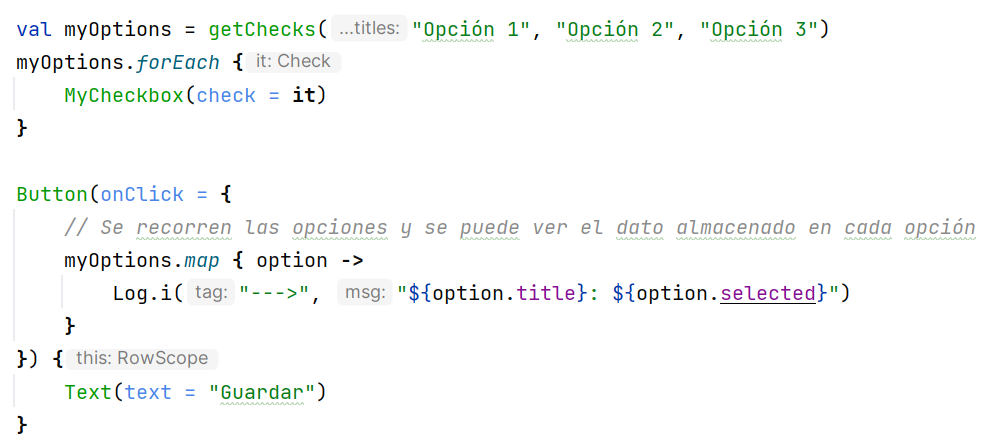 val myOptions = getChecks( ...titles: "Opción 1", "Opción 2", "Opción 3")
myOptions.forEach { it: Check
MyCheckbox(check = it)
}
Button(onClick = {
// Se recorren las opciones y se puede ver el dato almacenado en cada opción
myOptions.map { option ->
Log.i( tag: "--->", msg: "${option.title}: ${option.selected}")
}
}) { this: RowScope
Text(text = "Guardar")
}